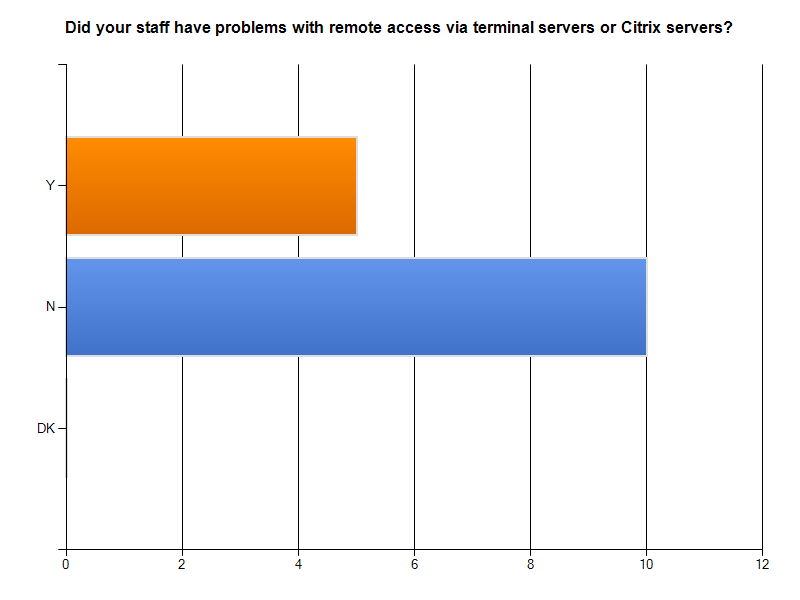 Did your staff have problems with remote access via terminal servers or Citrix servers?
Y
N
DK
0 2 4 6 8 10 12